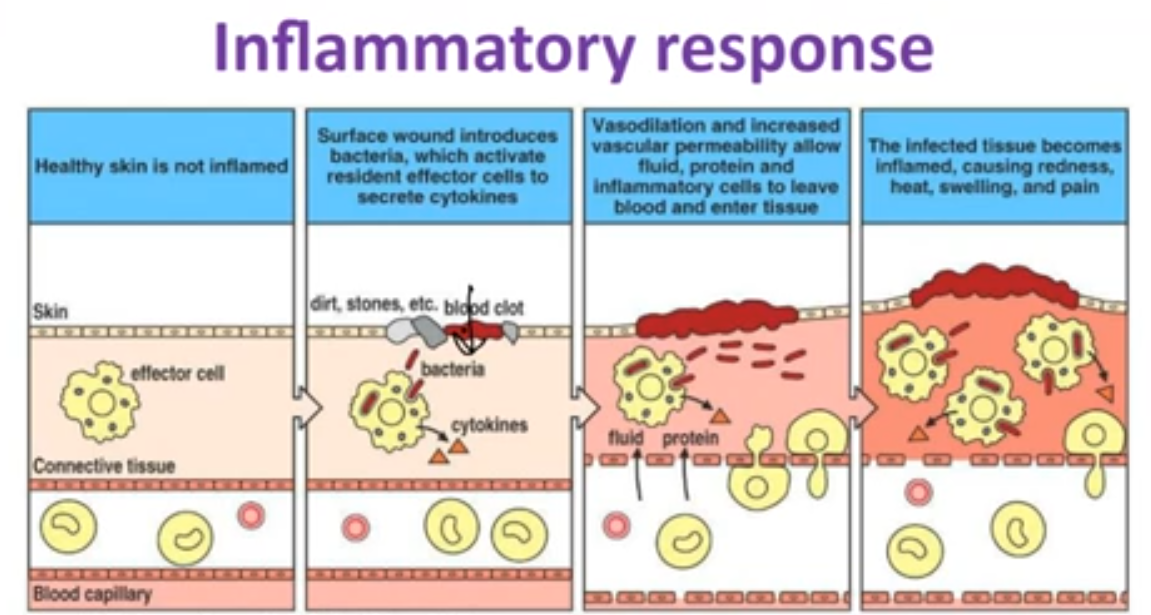 Inflammatory response
Healthy skin is not inflamed
Surface wound introduces
bacteria, which activate
resident effector cells to
secrete cytokines
Vasodilation and increased
vascular permeability allow
fluid, protein and
inflammatory cells to leave
blood and enter tissue
The infected tissue becomes
inflamed, causing redness,
heat, swelling, and pain
Skin
effector cell
Connective tissue
Blood capillary
dirt, stones, etc. blood clot
bacteria
cytokines
fluid protein